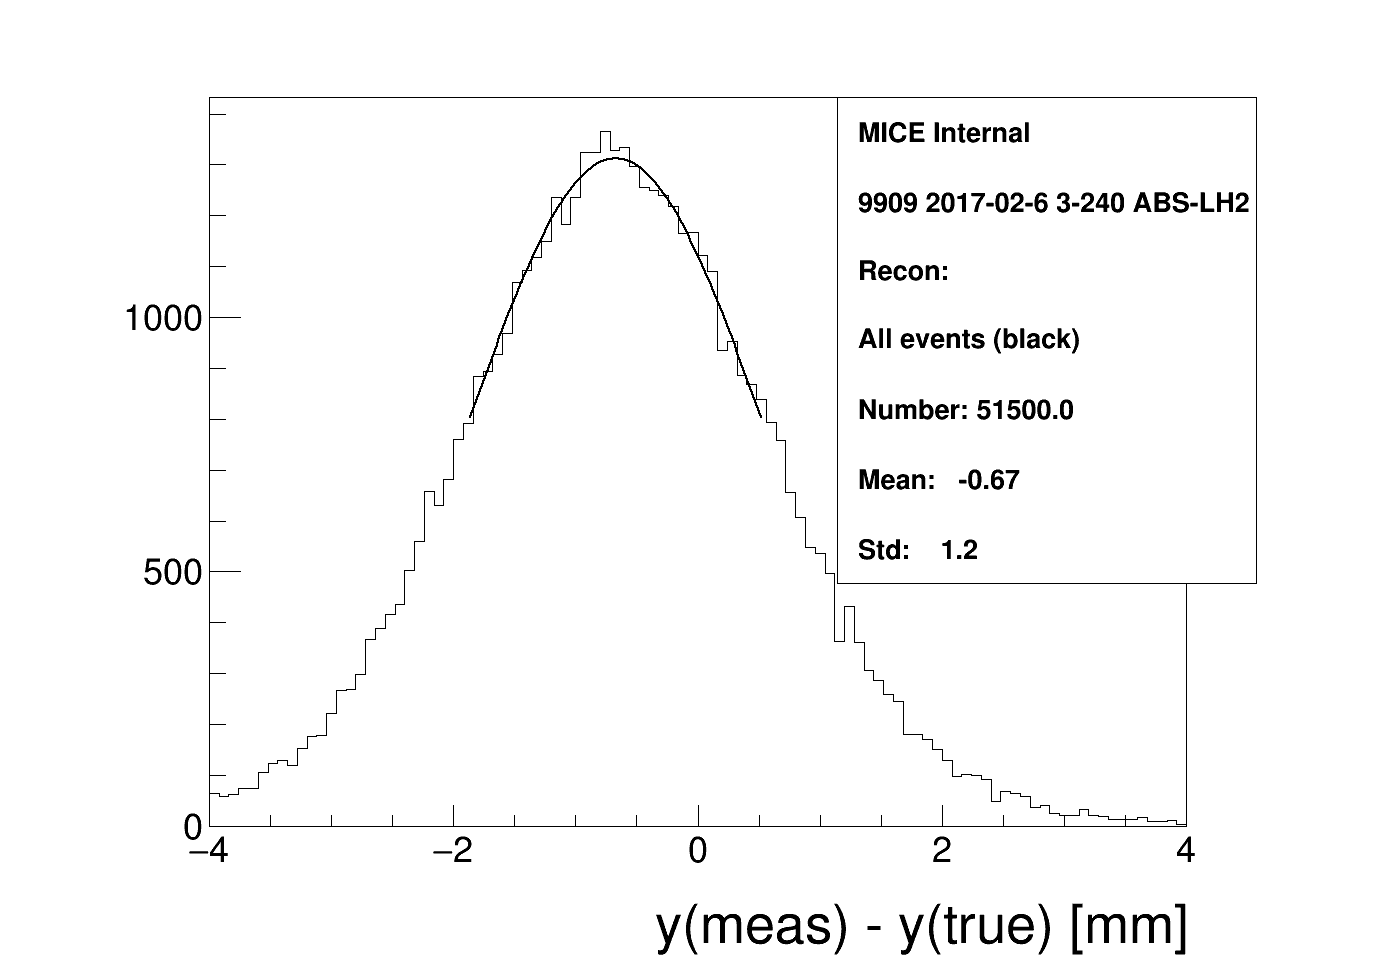 MICE Internal
9909 2017-02-6 3-240 ABS-LH2
Recon:
All events (black)
Number: 51500.0
Mean: -0.67
Std: 1.2
1000
500
0
−4 −2 0 2 4
y(meas) - y(true) [mm]